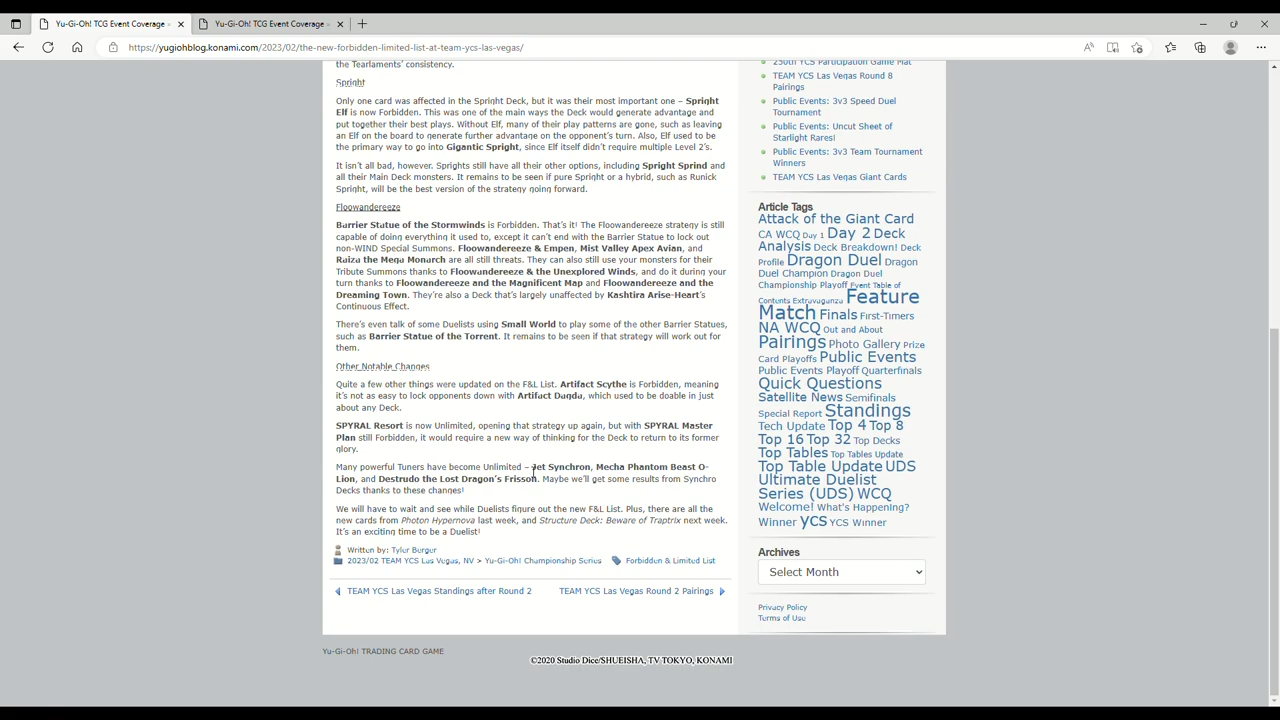 Yu-Gi-Oh! TCG Event Coverage
Yu-Gi-Oh! TCG Event Coverage
https://yugiohblog.konami.com/2023/02/the-new-forbidden-limited-list-at-team-ycs-las-vegas/
the Tearlaments' consistency.
Spright
Only one card was affected in the Spright Deck, but it was their most important one – Spright
Elf is now Forbidden. This was one of the main ways the Deck would generate advantage and
put together their best plays. Without Elf, many of their play patterns are gone, such as leaving
an Elf on the board to generate further advantage on the opponent's turn. Also, Elf used to be
the primary way to go into Gigantic Spright, since Elf itself didn't require multiple Level 2's.
It isn't all bad, however. Sprights still have all their other options, including Spright Sprind and
all their Main Deck monsters. It remains to be seen if pure Spright or a hybrid, such as Runick
Spright, will be the best version of the strategy going forward.
Floowandereeze
Barrier Statue of the Stormwinds is Forbidden. That's it! The Floowandereeze strategy is still
capable of doing everything it used to, except it can't end with the Barrier Statue to lock out
non-WIND Special Summons. Floowandereeze & Empen, Mist Valley Apex Avian, and
Raiza the Mega Monarch are all still threats. They can also still use your monsters for their
Tribute Summons thanks to Floowandereeze & the Unexplored Winds, and do it during your
turn thanks to Floowandereeze and the Magnificent Map and Floowandereeze and the
Dreaming Town. They're also a Deck that's largely unaffected by Kashtira Arise-Heart's
Continuous Effect.
There's even talk of some Duelists using Small World to play some of the other Barrier Statues,
such as Barrier Statue of the Torrent. It remains to be seen if that strategy will work out for
them.
Other Notable Changes
Quite a few other things were updated on the F&L List. Artifact Scythe is Forbidden, meaning
it's not as easy to lock opponents down with Artifact Dagda, which used to be doable in just
about any Deck.
SPYRAL Resort is now Unlimited, opening that strategy up again, but with SPYRAL Master
Plan still Forbidden, it would require a new way of thinking for the Deck to return to its former
glory.
Many powerful Tuners have become Unlimited – Jet Synchron, Mecha Phantom Beast O-
Lion, and Destrudo the Lost Dragon's Frisson. Maybe we'll get some results from Synchro
Decks thanks to these changes!
We will have to wait and see while Duelists figure out the new F&L List. Plus, there are all the
new cards from Photon Hypernova last week, and Structure Deck: Beware of Traptrix next week.
It's an exciting time to be a Duelist!
Written by: Tyler Berger
2023/02 TEAM YCS Las Vegas, NV > Yu-Gi-Oh! Championship Series Forbidden & Limited List
TEAM YCS Las Vegas Standings after Round 2 TEAM YCS Las Vegas Round 2 Pairings
250th YCS Participation Game Mat
TEAM YCS Las Vegas Round 8
Pairings
Public Events: 3v3 Speed Duel
Tournament
Public Events: Uncut Sheet of
Starlight Rares!
Public Events: 3v3 Team Tournament
Winners
TEAM YCS Las Vegas Giant Cards
Article Tags
Attack of the Giant Card
CA WCQ Day 1 Day 2 Deck
Analysis Deck Breakdown! Deck
Profile Dragon Duel Dragon
Duel Champion Dragon Duel
Championship Playoff Event Table of
Contents Extravaganza Feature
Match Finals First-Timers
NA WCQ Out and About
Pairings Photo Gallery Prize
Card Playoffs Public Events
Public Events Playoff Quarterfinals
Quick Questions
Satellite News Semifinals
Special Report Standings
Tech Update Top 4 Top 8
Top 16 Top 32 Top Decks
Top Tables Top Tables Update
Top Table Update UDS
Ultimate Duelist
Series (UDS) WCQ
Welcome! What's Happening?
Winner ycs YCS Winner
Archives
Select Month
Privacy Policy
Terms of Use
Yu-Gi-Oh! TRADING CARD GAME
©2020 Studio Dice/SHUEISHA, TV TOKYO, KONAMI